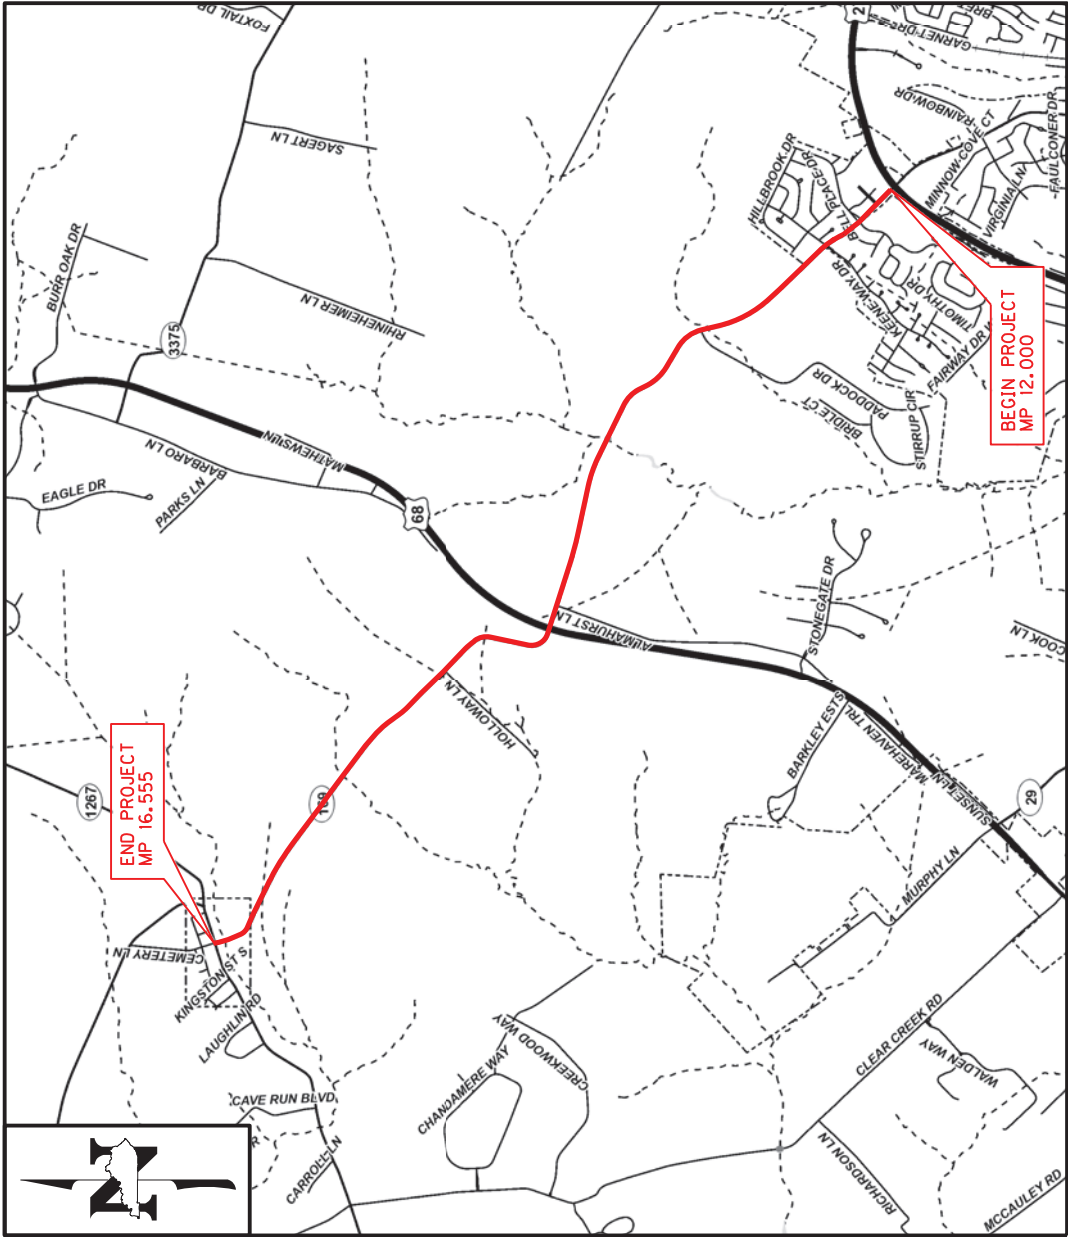 FOXTAIL DR
2
BRET
GARNET DR
RAINBOW DR
MINNOW COVE CT
FAULCONER DR
VIRGINIA LN
SAGERT LN
HILLBROOK DR
BELL PLACE DR
BURR OAK DR
RHINEHEIMER LN
KEENE WAY DR
TIMOTHY DR
FAIRWAY DR
BEGIN PROJECT
MP 12.000
3375
PADDOCK DR
BRIDLE CT
STIRRUP CIR
MATHEWS LN
BARBARO LN
EAGLE DR
PARKS LN
68
ALMAHURST LN
STONEGATE DR
COOK LN
HOLLOWAY LN
BARKLEY ESTS
MAREHAVEN TRL
SUNSET LN
29
1267
END PROJECT
MP 16.555
169
MURPHY LN
CEMETERY LN
KINGSTON ST S
LAUGHLIN RD
CREEKWOOD WAY
CHANDAMERE WAY
CLEAR CREEK RD
WALDEN WAY
CAVE RUN BLVD
R
CARROLL LN
RICHARDSON LN
MCCAULEY RD
N